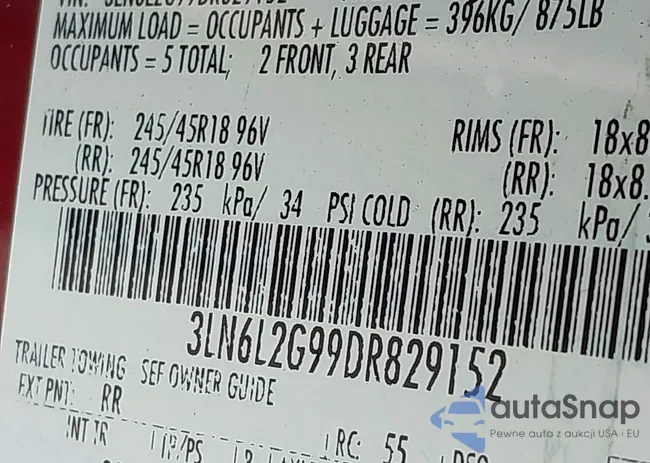 MAXIMUM LOAD = OCCUPANTS + LUGGAGE = 396KG/ 875LB
OCCUPANTS = 5 TOTAL; 2 FRONT, 3 REAR
TIRE (FR): 245/45R18 96V RIMS (FR): 18x8
(RR): 245/45R18 96V (RR): 18x8.
PRESSURE (FR): 235 kPa/ 34 PSI COLD (RR): 235 kPa/
3LN6L2G99DR829152
TRAILER TOWING SEE OWNER GUIDE
EXT PNT: RR
INT TR TP/PS RC: 55
autaSnap
Pewne auta z aukcji USA i EU